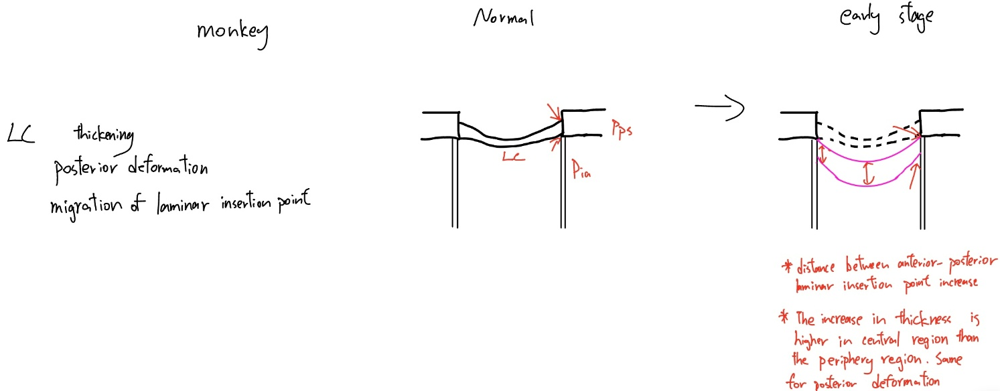 monkey
Normal
early stage
LC thickening
posterior deformation
migration of laminar insertion point
LC
Pps
Pia
* distance between anterior-posterior
laminar insertion point increase
* The increase in thickness is
higher in central region than
the periphery region. Same
for posterior deformation